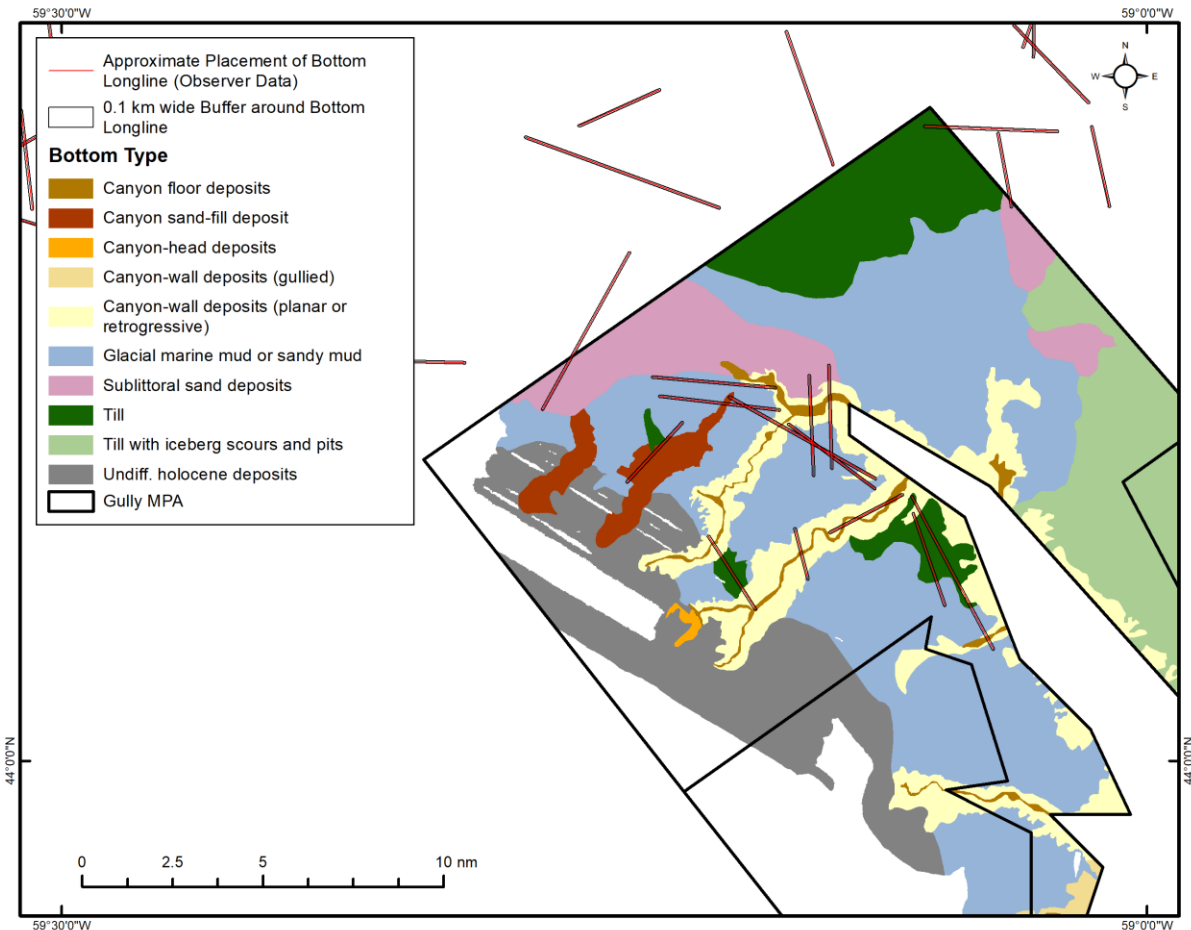 59°30'0"W
59°0'0"W
Approximate Placement of Bottom
Longline (Observer Data)
0.1 km wide Buffer around Bottom
Longline
Bottom Type
Canyon floor deposits
Canyon sand-fill deposit
Canyon-head deposits
Canyon-wall deposits (gullied)
Canyon-wall deposits (planar or
retrogressive)
Glacial marine mud or sandy mud
Sublittoral sand deposits
Till
Till with iceberg scours and pits
Undiff. holocene deposits
Gully MPA
N
W
E
S
44°0'0"N
44°0'0"N
0
2.5
5
10 nm
59°30'0"W
59°0'0"W